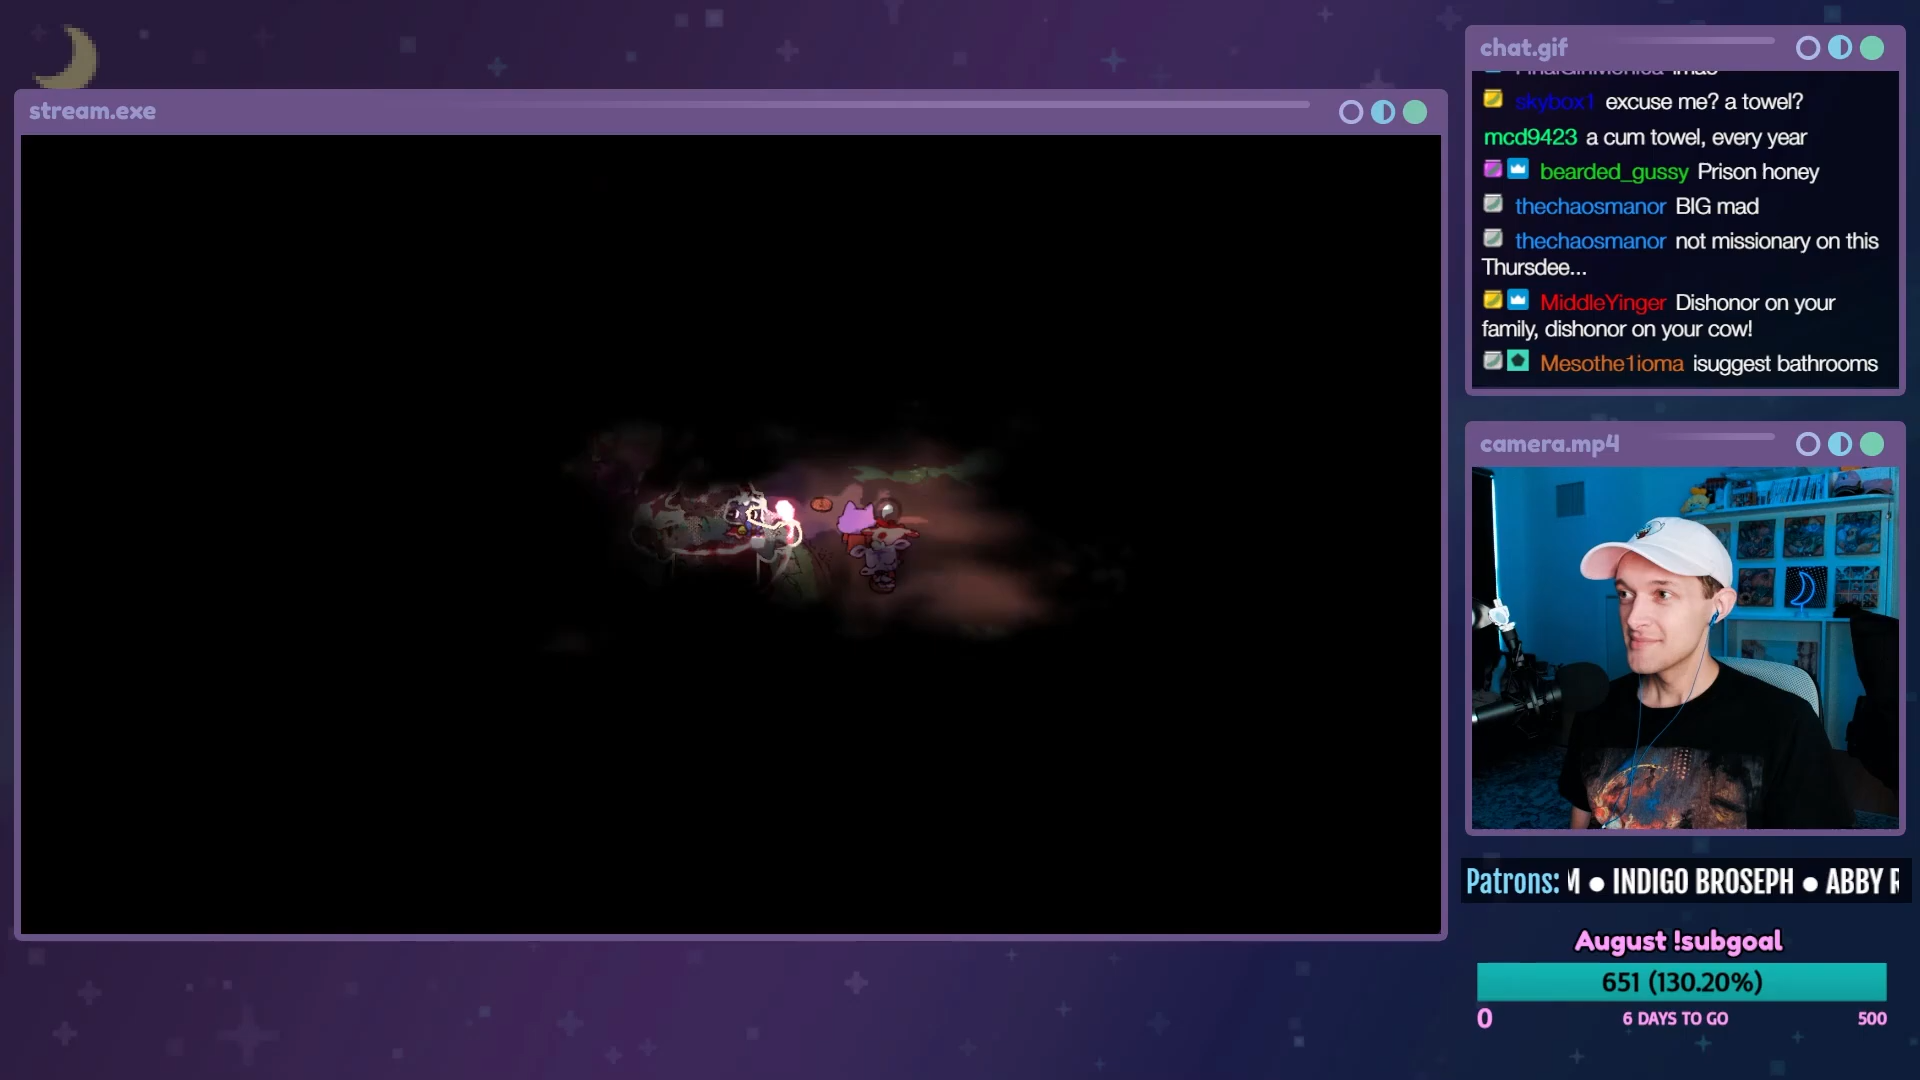 stream.exe
chat.gif
skybox1 excuse me? a towel?
mcd9423 a cum towel, every year
bearded_gussy Prison honey
thechaosmanor BIG mad
thechaosmanor not missionary on this
Thursdee...
MiddleYinger Dishonor on your
family, dishonor on your cow!
Mesothe1ioma isuggest bathrooms
camera.mp4
Patrons: M ● INDIGO BROSEPH ● ABBY R
August !subgoal
651 (130.20%)
0 6 DAYS TO GO 500